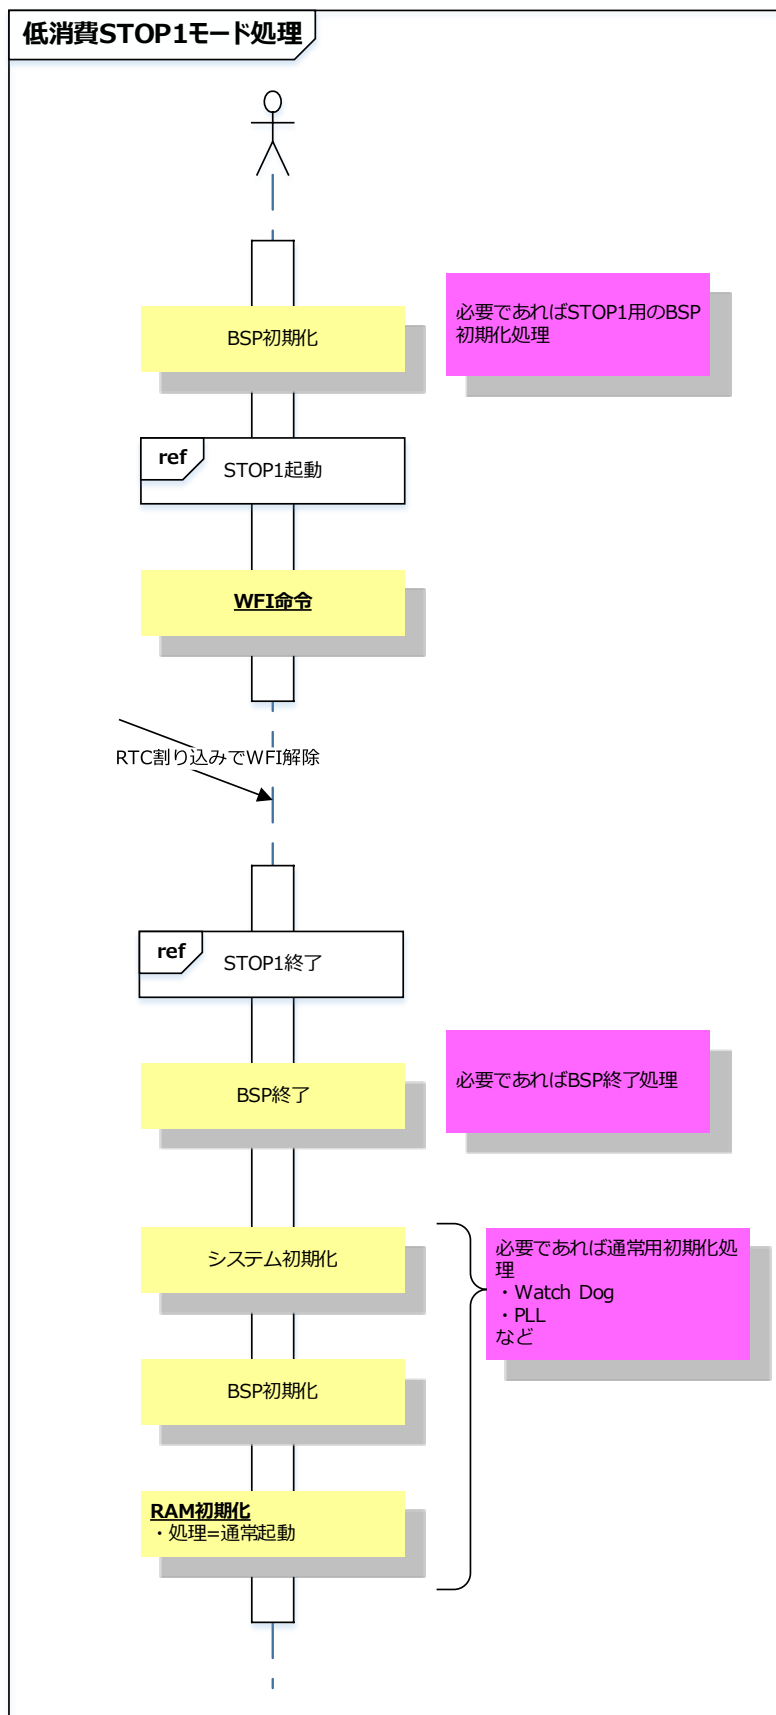 低消費STOP1モード処理
BSP初期化
必要であればSTOP1用のBSP
初期化処理
ref
STOP1起動
WFI命令
RTC割り込みでWFI解除
ref
STOP1終了
BSP終了
必要であればBSP終了処理
システム初期化
必要であれば通常用初期化処
理
・Watch Dog
・PLL
など
BSP初期化
RAM初期化
・処理=通常起動